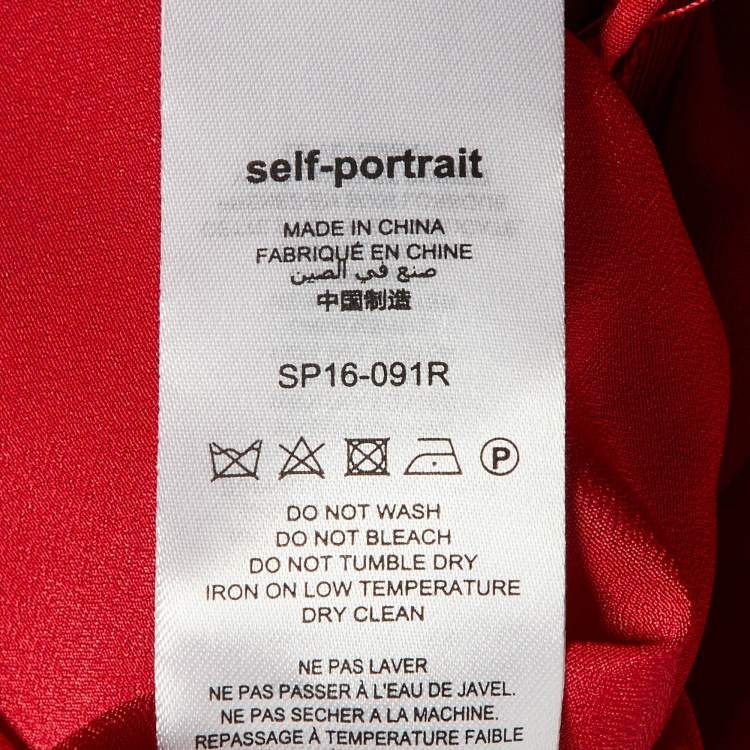 self-portrait
MADE IN CHINA
FABRIQUÉ EN CHINE
صنع في الصين
中国制造
SP16-091R
P
DO NOT WASH
DO NOT BLEACH
DO NOT TUMBLE DRY
IRON ON LOW TEMPERATURE
DRY CLEAN
NE PAS LAVER
NE PAS PASSER À L'EAU DE JAVEL.
NE PAS SECHER A LA MACHINE.
REPASSAGE À TEMPERATURE FAIBLE